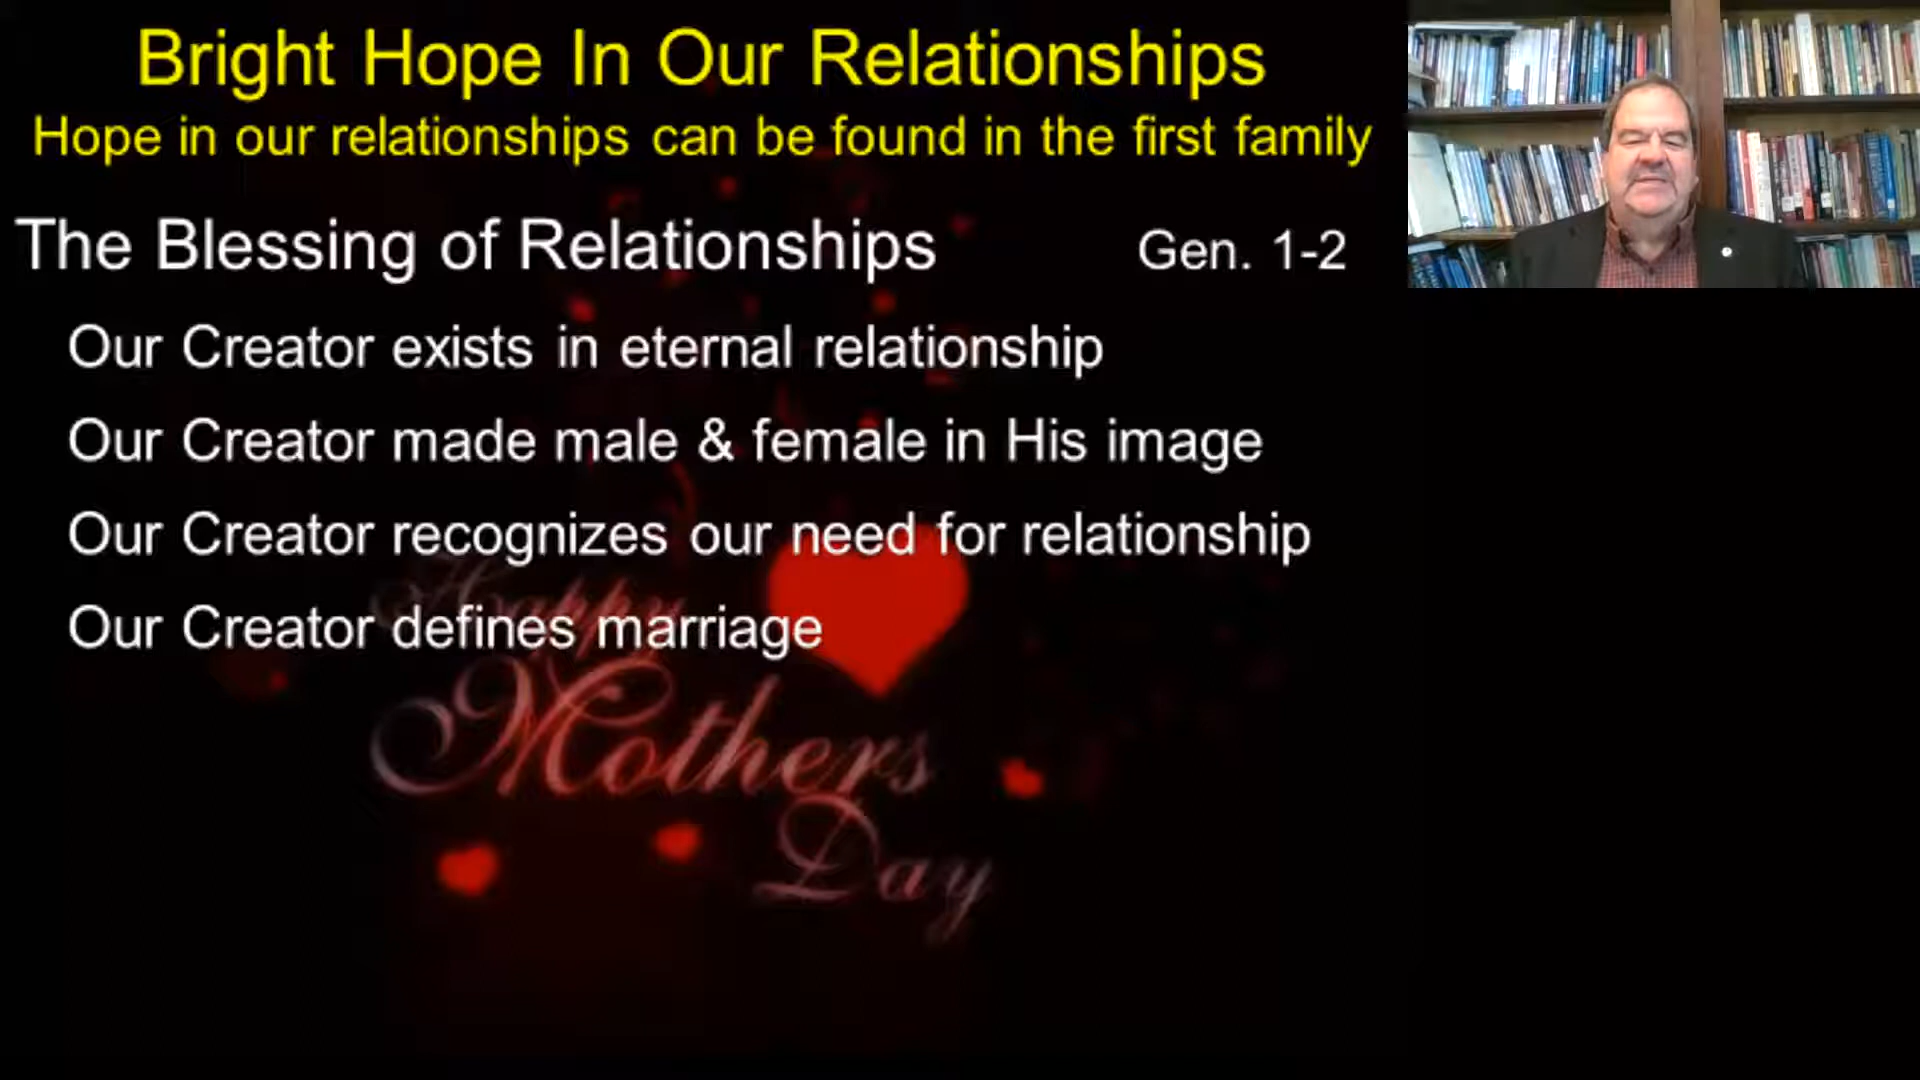 Bright Hope In Our Relationships
Hope in our relationships can be found in the first family
The Blessing of Relationships Gen. 1-2
Our Creator exists in eternal relationship
Our Creator made male & female in His image
Our Creator recognizes our need for relationship
Our Creator defines marriage
Happy
Mothers
Day